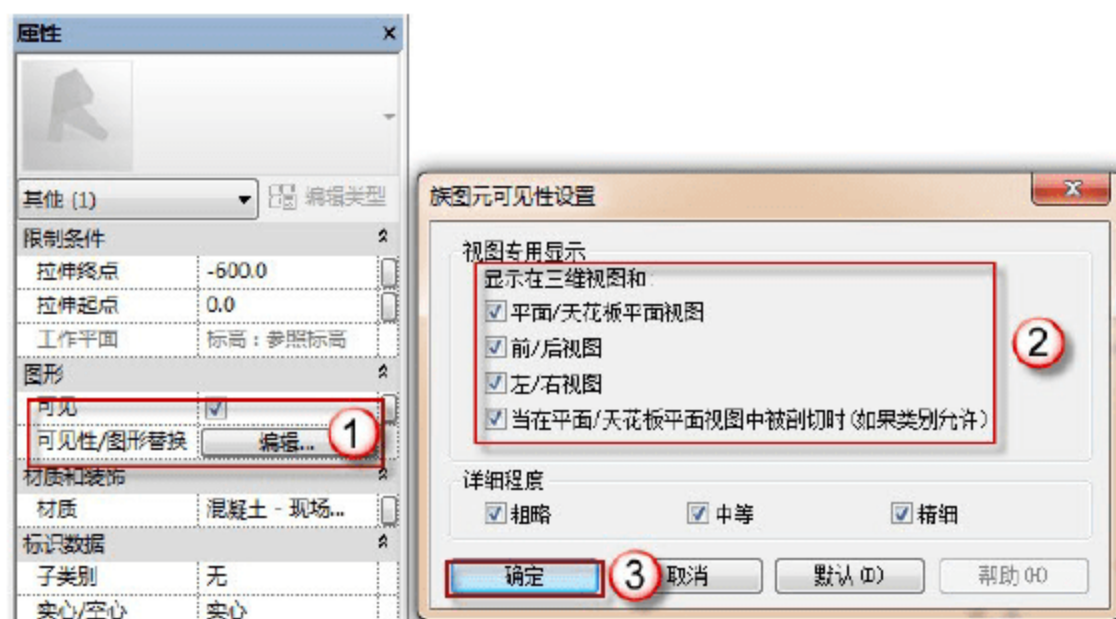 属性
其他 (1)
编辑类型
限制条件
拉伸终点 -600.0
拉伸起点 0.0
工作平面 标高：参照标高
图形
可见
可见性/图形替换 编辑...
1
材质和装饰
材质 混凝土 - 现场...
标识数据
子类别 无
实心/空心 实心
族图元可见性设置
视图专用显示
显示在三维视图和:
平面/天花板平面视图
前/后视图
左/右视图
当在平面/天花板平面视图中被剖切时(如果类别允许)
2
详细程度
粗略 中等 精细
确定 3 取消 默认(D) 帮助(H)